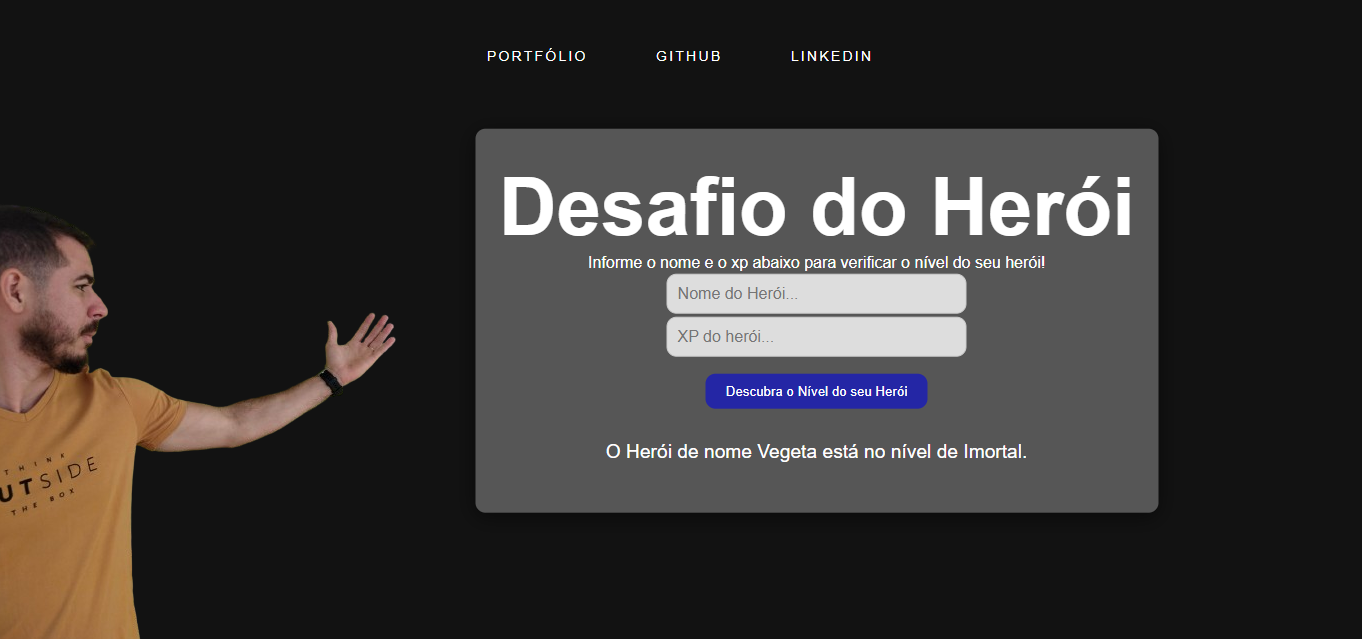 PORTFÓLIO GITHUB LINKEDIN
Desafio do Herói
Informe o nome e o xp abaixo para verificar o nível do seu herói!
Nome do Herói...
XP do herói...
Descubra o Nível do seu Herói
O Herói de nome Vegeta está no nível de Imortal.
THINK
UTSIDE
THE BOX